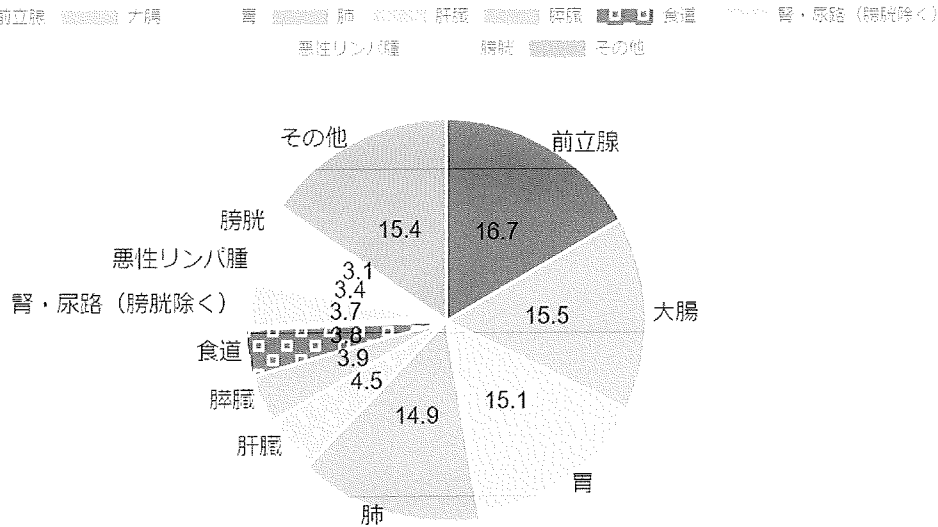 前立腺 大腸 胃 肺 肝臓 膵臓 食道 腎・尿路（膀胱除く）
悪性リンパ腫 膀胱 その他
その他
前立腺
膀胱
15.4
16.7
悪性リンパ腫
3.1
3.4
腎・尿路（膀胱除く）
3.7
15.5
大腸
食道
3.8
3.9
膵臓
4.5
15.1
14.9
肝臓
胃
肺